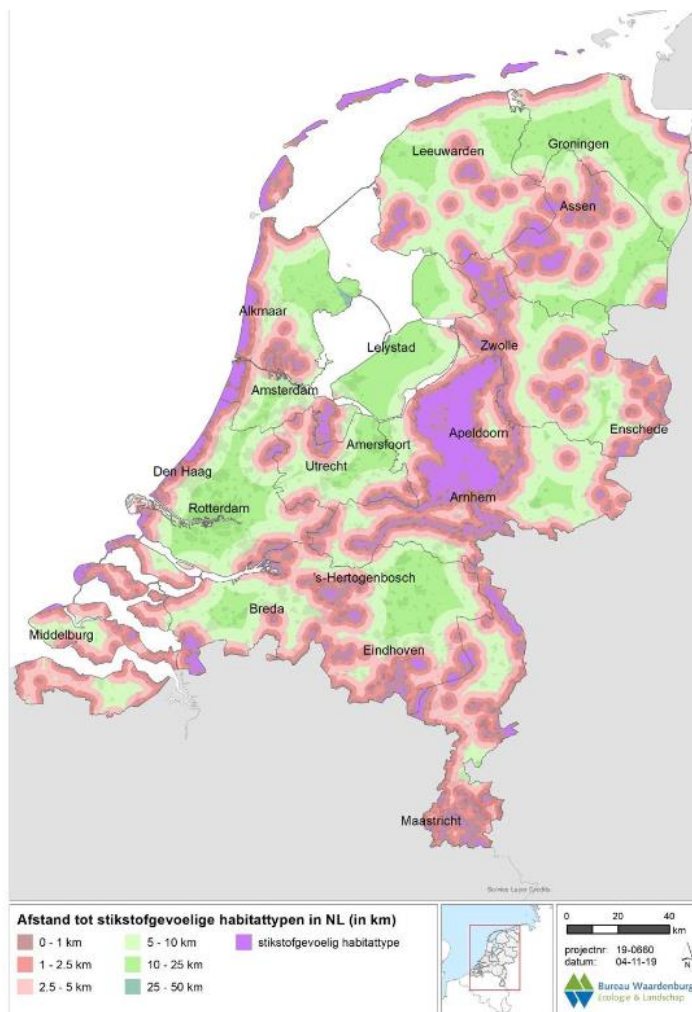 Groningen
Leeuwarden
Assen
Alkmaar
Lelystad
Zwolle
Amsterdam
Apeldoorn
Enschede
Amersfoort
Utrecht
Den Haag
Arnhem
Rotterdam
's-Hertogenbosch
Breda
Middelburg
Eindhoven
Maastricht
Afstand tot stikstofgevoelige habitattypen in NL (in km)
0 - 1 km
5 - 10 km
stikstofgevoelig habitattype
1 - 2.5 km
10 - 25 km
2.5 - 5 km
25 - 50 km
0 20 40
km
projectnr: 19-0660
datum: 04-11-19
N
Bureau Waardenburg
Ecologie & Landschap